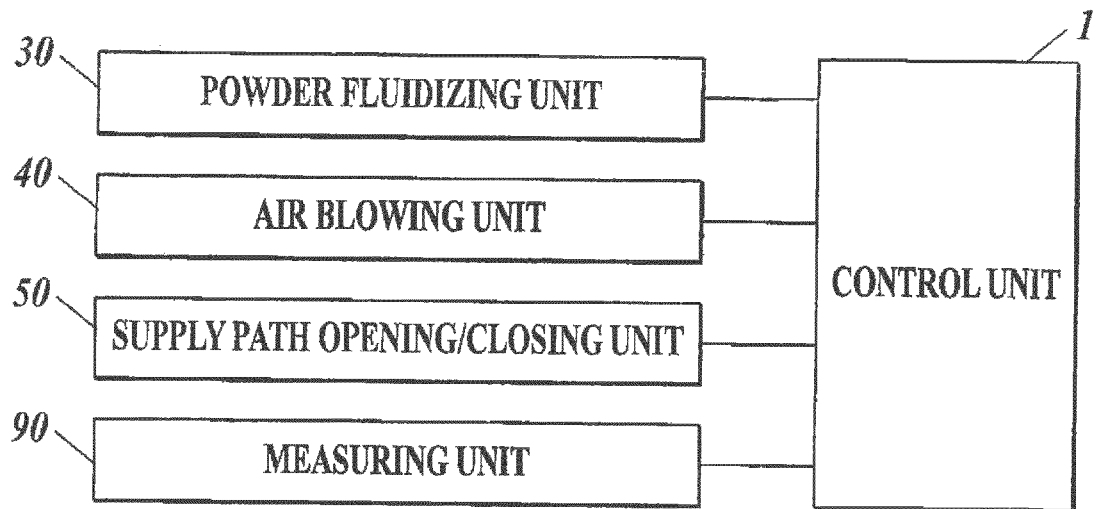 1
30
POWDER FLUIDIZING UNIT
40
AIR BLOWING UNIT
CONTROL UNIT
50
SUPPLY PATH OPENING/CLOSING UNIT
90
MEASURING UNIT